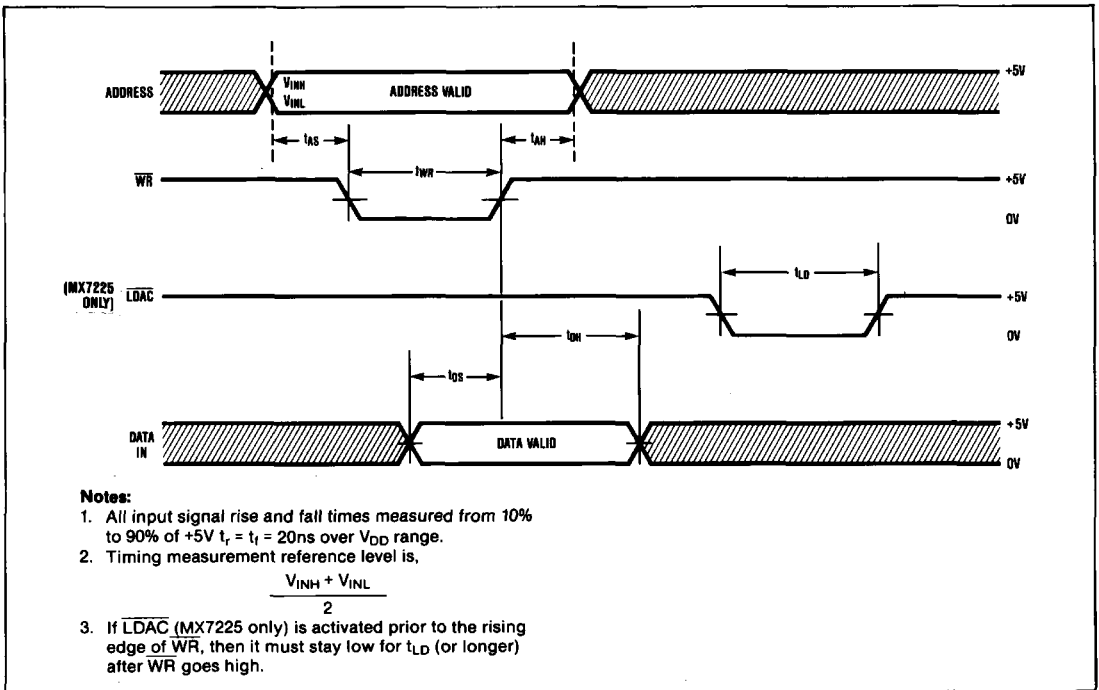 ADDRESS
VINH
VINL
ADDRESS VALID
+5V
tAS
tAH
tWR
WR
+5V
0V
tLD
(MX7225
ONLY) LDAC
+5V
0V
tDH
tDS
DATA
IN
DATA VALID
+5V
0V
Notes:
1. All input signal rise and fall times measured from 10%
to 90% of +5V tr = tf = 20ns over VDD range.
2. Timing measurement reference level is,
VINH + VINL
2
3. If LDAC (MX7225 only) is activated prior to the rising
edge of WR, then it must stay low for tLD (or longer)
after WR goes high.